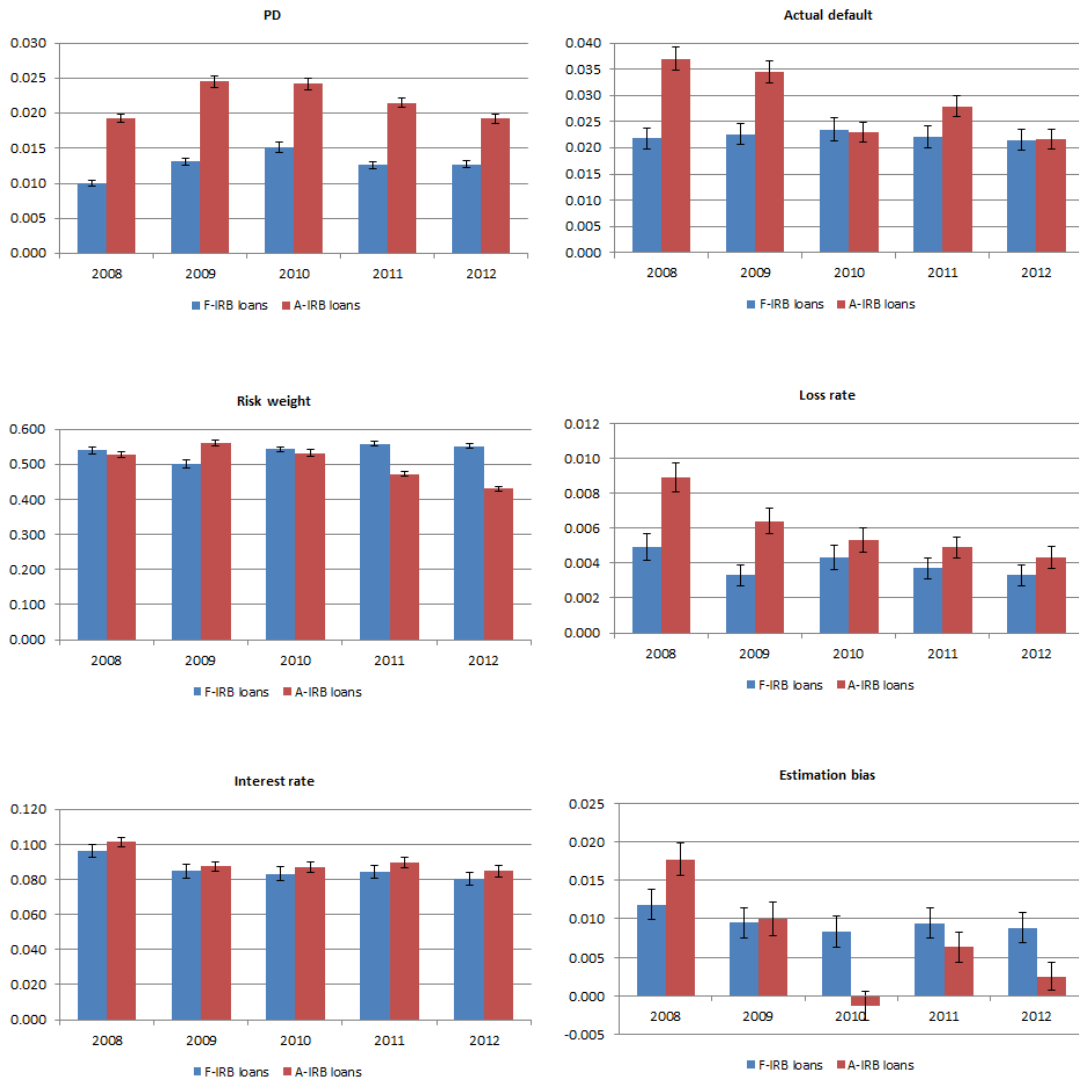 PD
0.030
0.025
0.020
0.015
0.010
0.005
0.000
2008 2009 2010 2011 2012
F-IRB loans A-IRB loans
Actual default
0.040
0.035
0.030
0.025
0.020
0.015
0.010
0.005
0.000
2008 2009 2010 2011 2012
F-IRB loans A-IRB loans
Risk weight
0.600
0.500
0.400
0.300
0.200
0.100
0.000
2008 2009 2010 2011 2012
F-IRB loans A-IRB loans
Loss rate
0.012
0.010
0.008
0.006
0.004
0.002
0.000
2008 2009 2010 2011 2012
F-IRB loans A-IRB loans
Interest rate
0.120
0.100
0.080
0.060
0.040
0.020
0.000
2008 2009 2010 2011 2012
F-IRB loans A-IRB loans
Estimation bias
0.025
0.020
0.015
0.010
0.005
0.000
-0.005
2008 2009 2010 2011 2012
F-IRB loans A-IRB loans